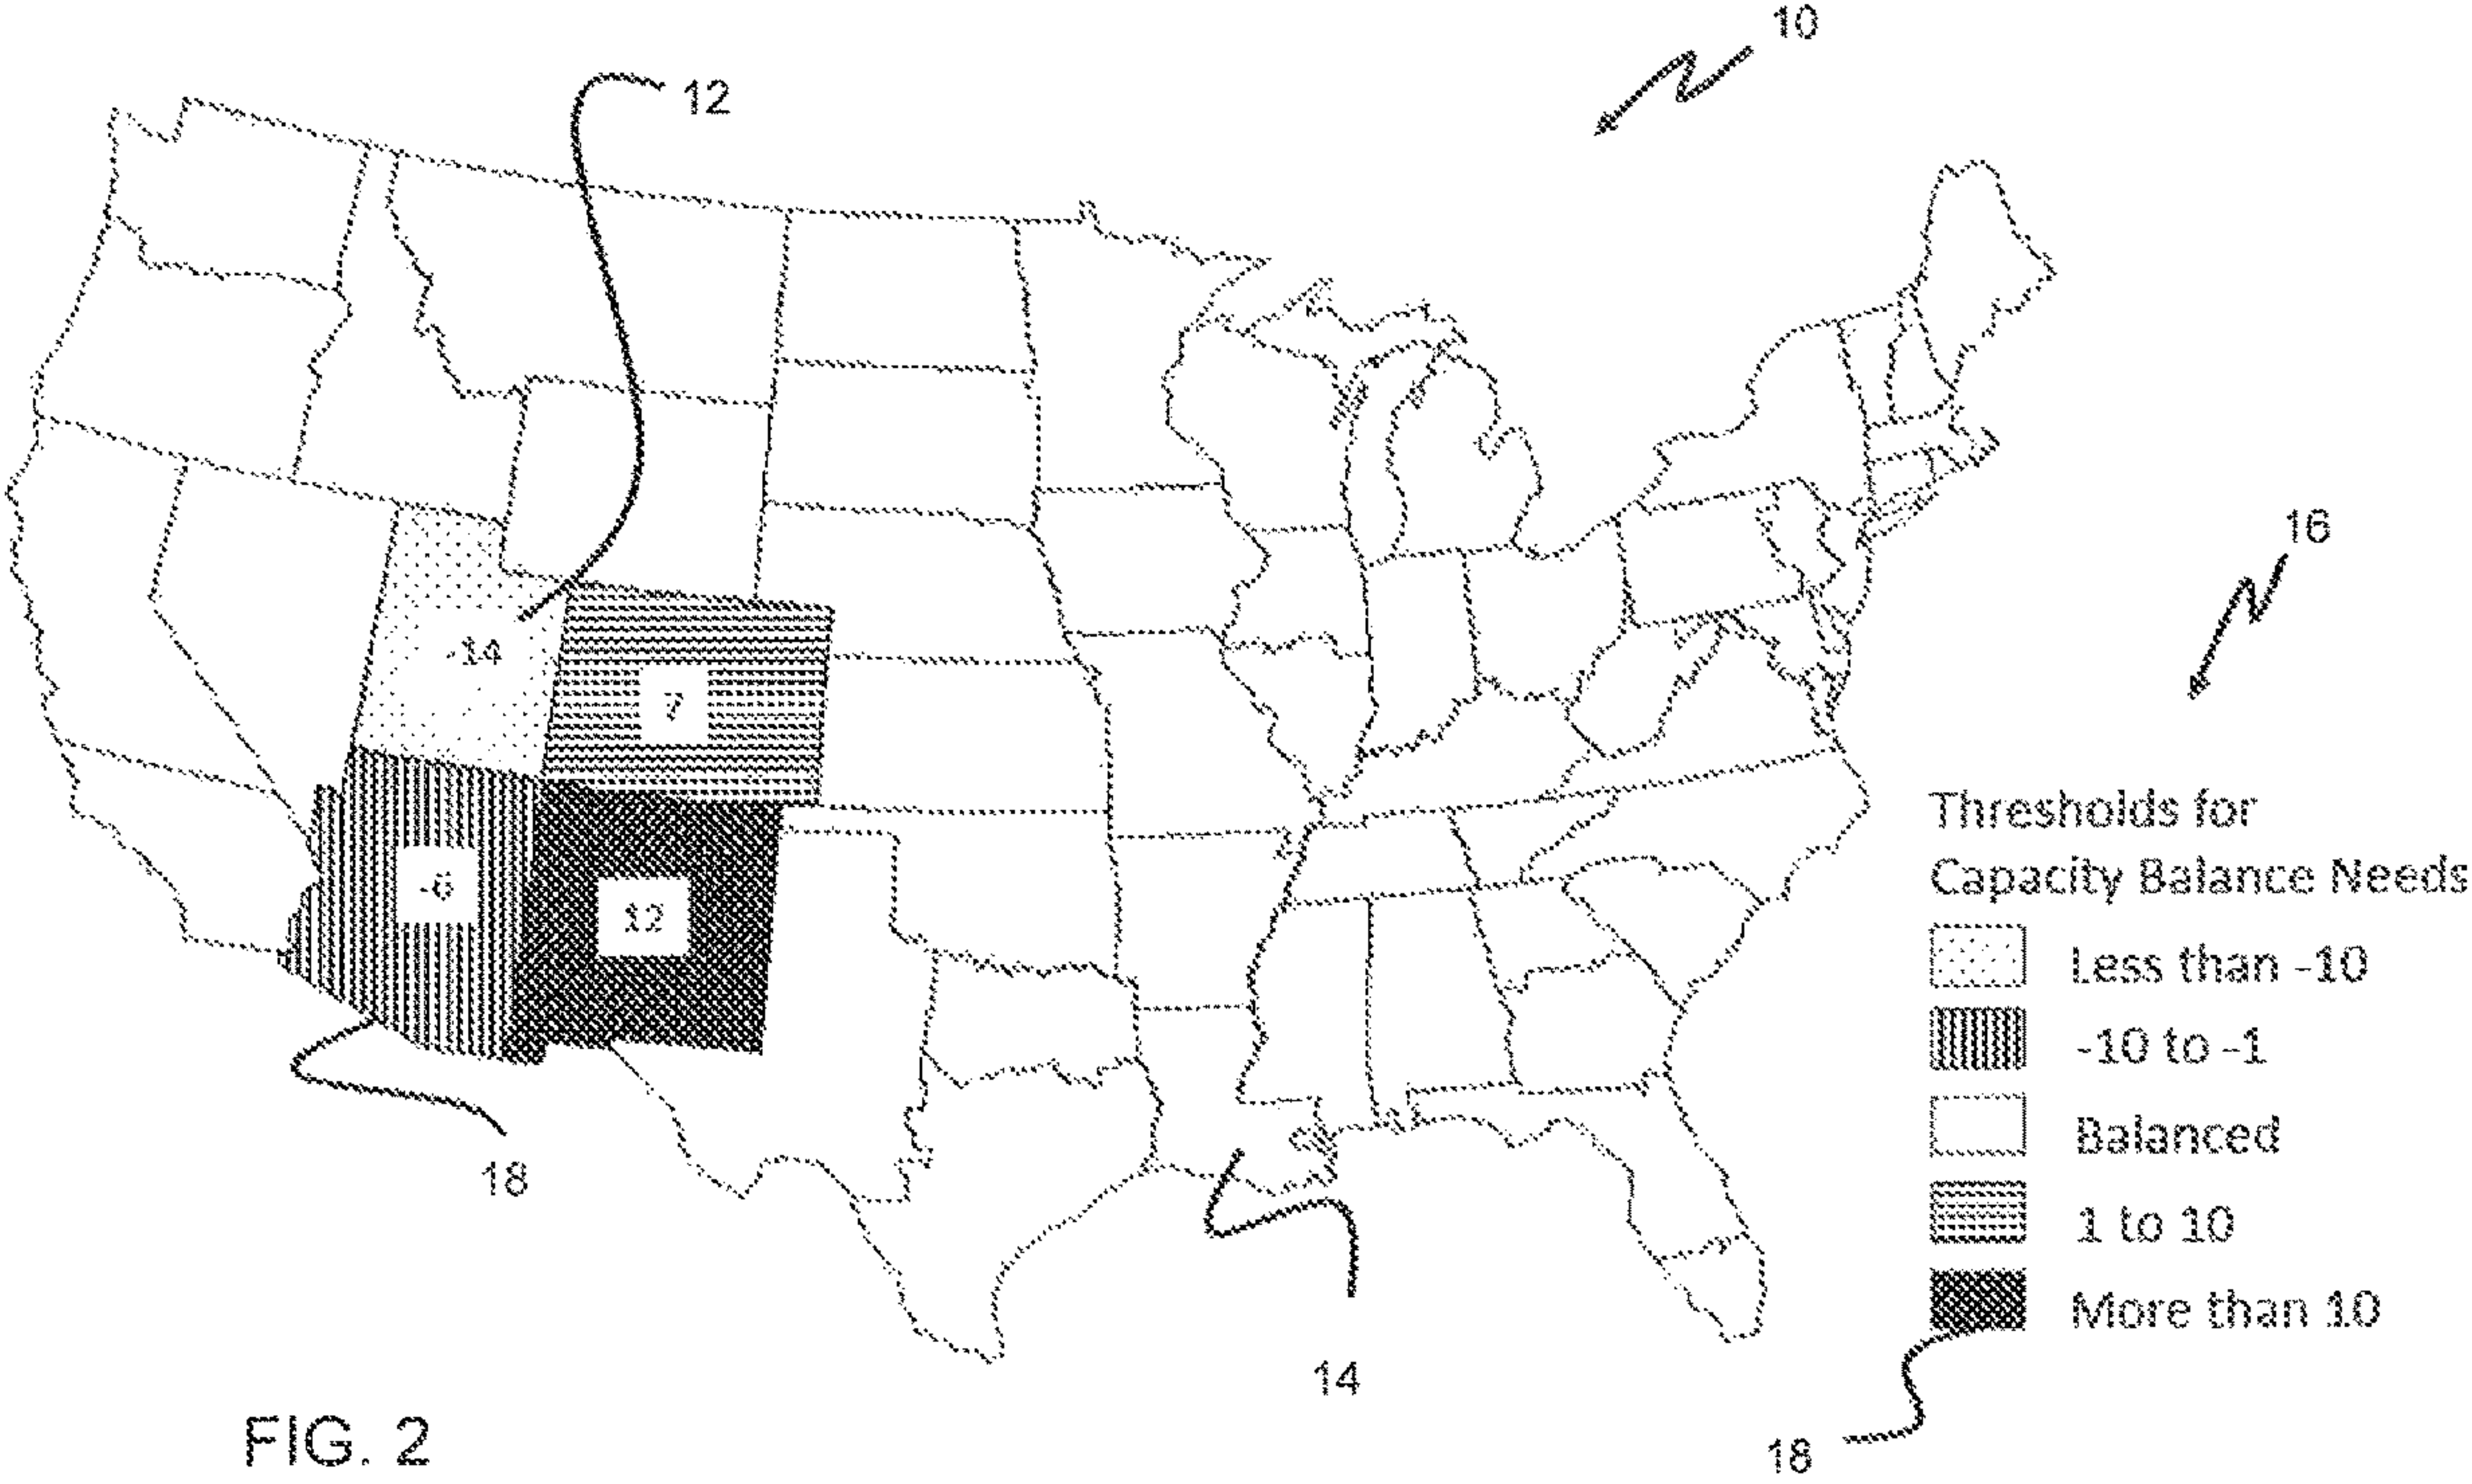 10
12
16
-14
7
-6
12
Thresholds for
Capacity Balance Needs
Less than -10
-10 to -1
Balanced
1 to 10
More than 10
18
14
18
FIG. 2